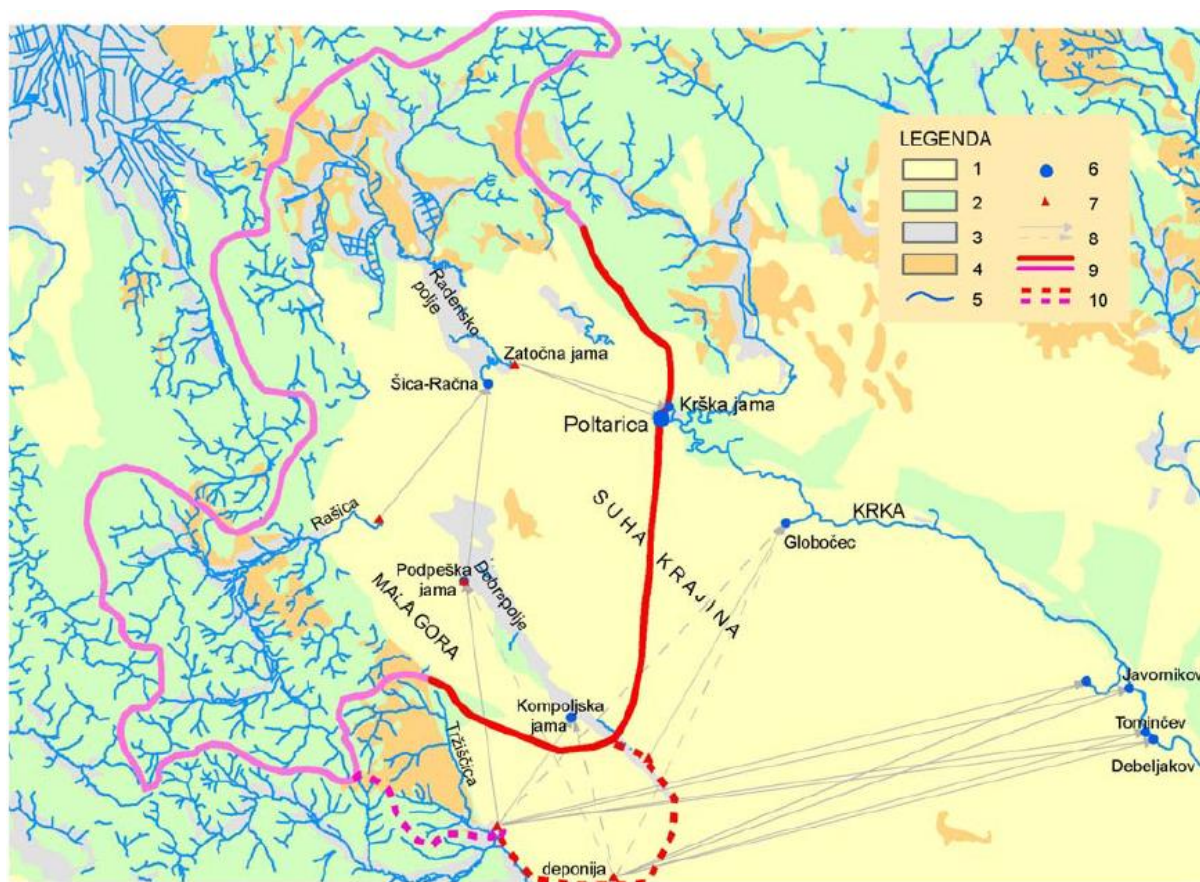 LEGENDA
1
2
3
4
5
6
7
8
9
10
Radensko
polje
Zatočna jama
Šica-Račna
Krška jama
Poltarica
Rašica
SUHA KRAJINA
KRKA
Globočec
Podpeška
jama
Dobrepolje
MALA GORA
Kompoljska
jama
Tržiščica
Javornikov
Tominčev
Debeljakov
deponija